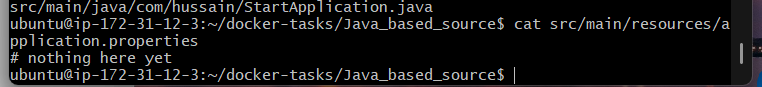 src/main/java/com/hussain/StartApplication.java
ubuntu@ip-172-31-12-3:~/docker-tasks/Java_based_source$ cat src/main/resources/a
pplication.properties
# nothing here yet
ubuntu@ip-172-31-12-3:~/docker-tasks/Java_based_source$